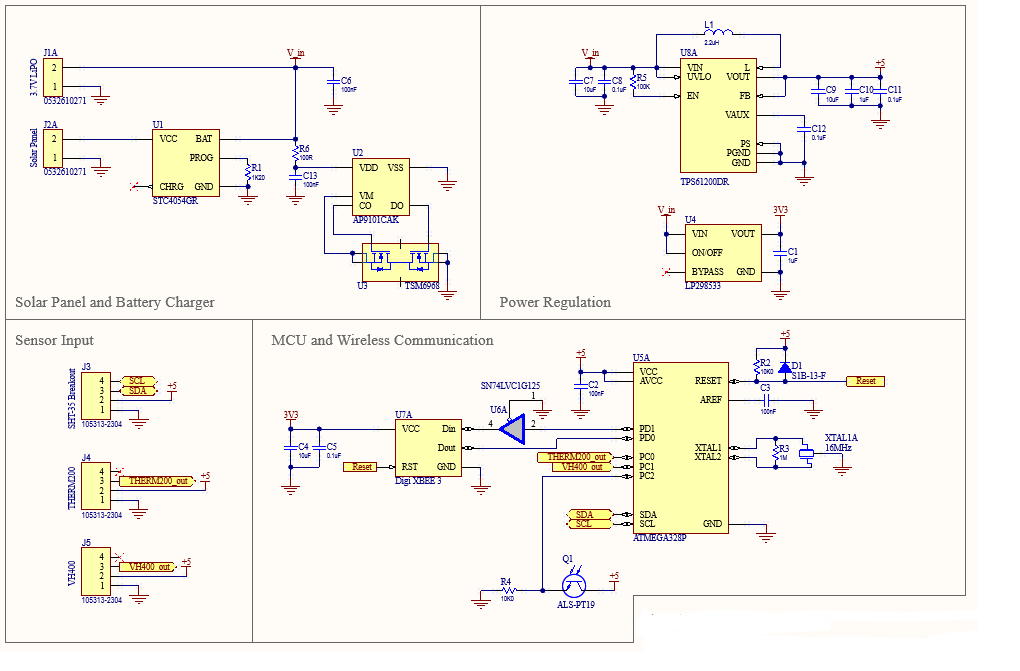 J1A
3.7V LiPO
2
1
0532610271
J2A
Solar Panel
2
1
0532610271
V_in
C6
100nF
U1
VCC BAT
PROG
CHRG GND
STC4054GR
R1
1K20
R6
100R
C13
100nF
U2
VDD VSS
VM
CO DO
AP9101CAK
U3
TSM6968
Solar Panel and Battery Charger
L1
2.2uH
V_in
C7
10uF
C8
0.1uF
R5
100K
U8A
VIN L
UVLO VOUT
EN FB
VAUX
PS
PGND
GND
TPS61200DR
+5
C9
10uF
C10
1uF
C11
0.1uF
C12
0.1uF
V_in
U4
3V3
VIN VOUT
ON/OFF
BYPASS GND
LP298533
C1
1uF
Power Regulation
Sensor Input
J3
SHT-35 Breakout
4
3
2
1
SCL
SDA
+5
105313-2304
J4
THERM200
4
3
2
1
THERM200_out
+5
105313-2304
J5
VH400
4
3
2
1
VH400_out
+5
105313-2304
MCU and Wireless Communication
3V3
C4
10uF
C5
0.1uF
Reset
U7A
VCC Din
Dout
RST GND
Digi XBEE 3
SN74LVC1G125
U6A
1
4
2
+5
C2
100nF
U5A
VCC
AVCC
RESET
AREF
PD1
PD0
XTAL1
XTAL2
PC0
PC1
PC2
SDA
SCL
GND
ATMEGA328P
THERM200_out
VH400_out
SDA
SCL
+5
R2
10K0
D1
S1B-13-F
Reset
C3
100nF
R3
1M
XTAL1A
16MHz
R4
10K0
Q1
ALS-PT19
+5